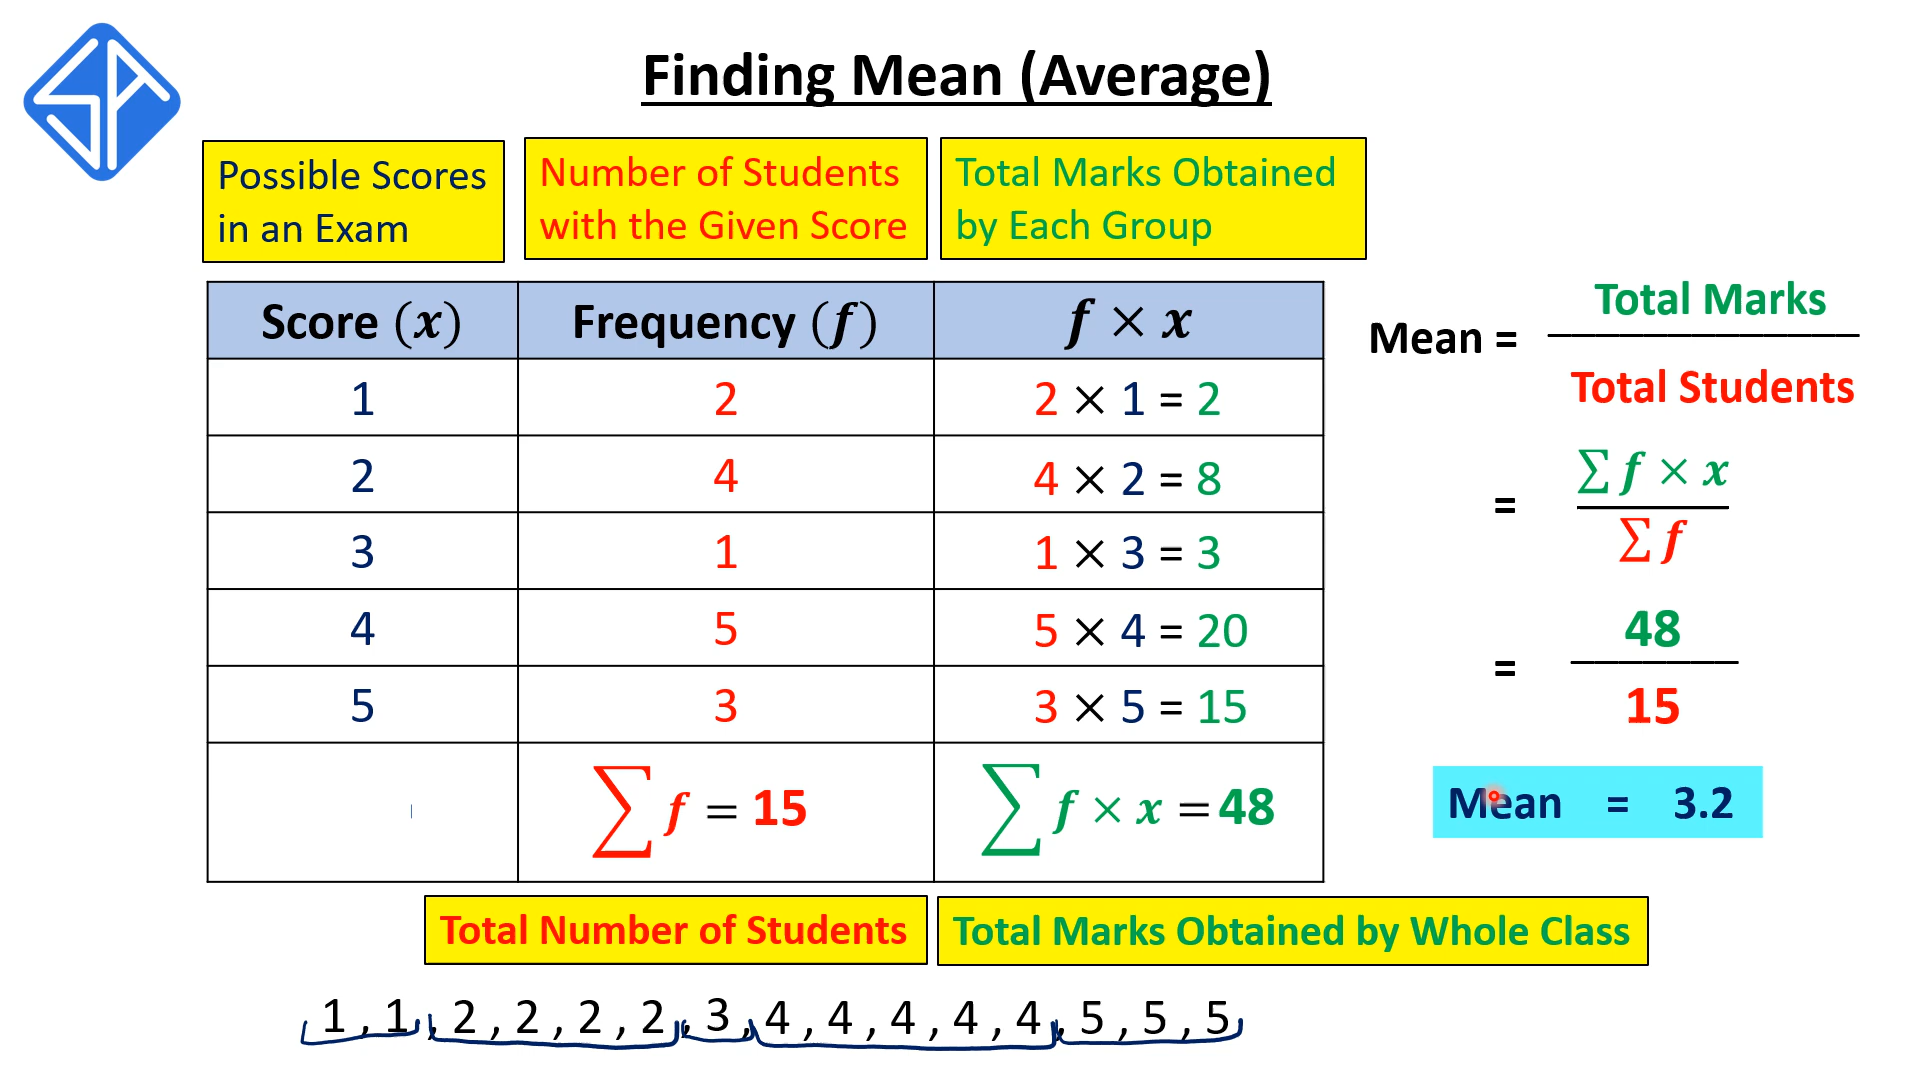 Finding Mean (Average)
Possible Scores
in an Exam
Number of Students
with the Given Score
Total Marks Obtained
by Each Group
Score (x) Frequency (f) f × x
1 2 2 × 1 = 2
2 4 4 × 2 = 8
3 1 1 × 3 = 3
4 5 5 × 4 = 20
5 3 3 × 5 = 15
∑ f = 15 ∑ f × x = 48
Total Number of Students
Total Marks Obtained by Whole Class
1 , 1 , 2 , 2 , 2 , 2 , 3 , 4 , 4 , 4 , 4 , 4 , 5 , 5 , 5
Total Marks
Mean =
Total Students
∑ f × x
=
∑ f
48
=
15
Mean = 3.2